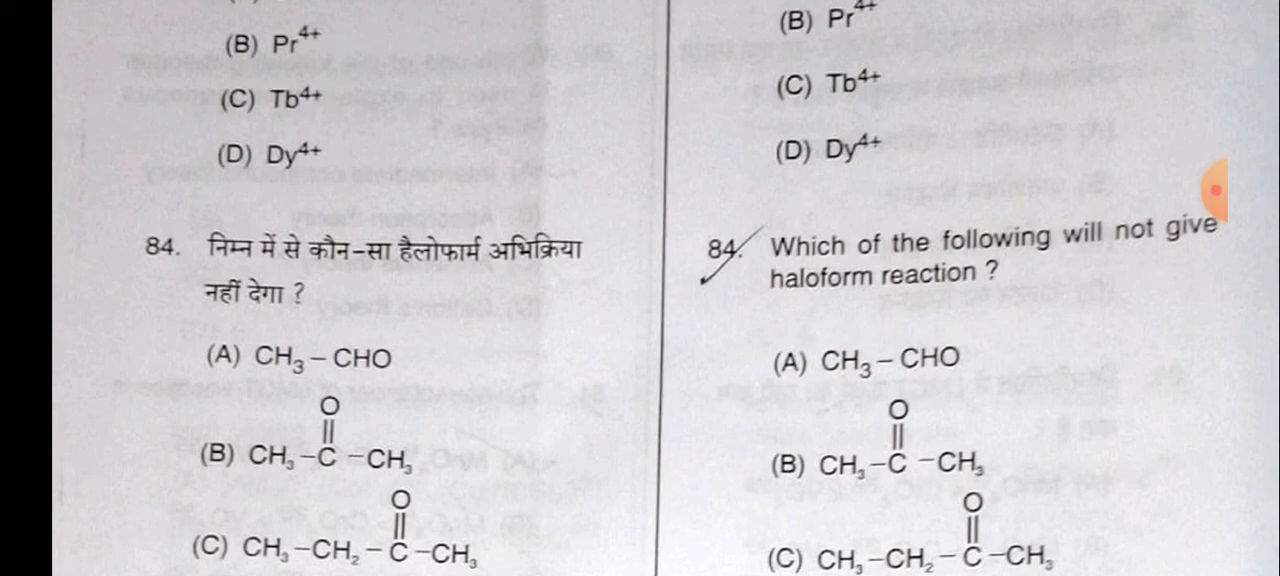 (B) Pr4+
(C) Tb4+
(D) Dy4+
84. निम्न में से कौन-सा हैलोफार्म अभिक्रिया
नहीं देगा ?
(A) CH3 – CHO
O
||
(B) CH3 –C –CH3
O
||
(C) CH3 –CH2 –C –CH3
(B) Pr4+
(C) Tb4+
(D) Dy4+
84. Which of the following will not give
haloform reaction ?
(A) CH3 – CHO
O
||
(B) CH3 –C –CH3
O
||
(C) CH3 –CH2 –C –CH3